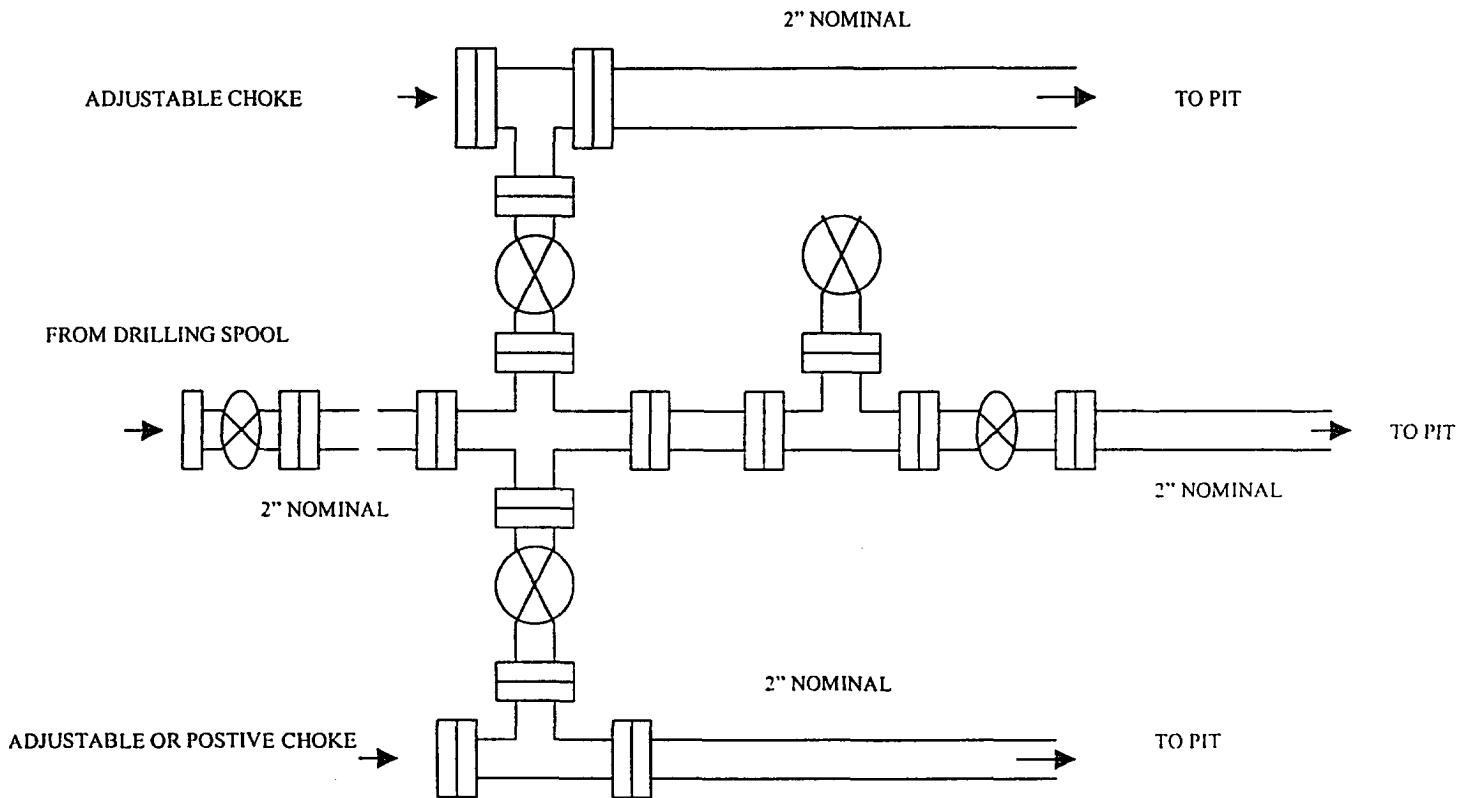 2” NOMINAL
ADJUSTABLE CHOKE
TO PIT
FROM DRILLING SPOOL
TO PIT
2” NOMINAL
2” NOMINAL
2” NOMINAL
ADJUSTABLE OR POSTIVE CHOKE
TO PIT